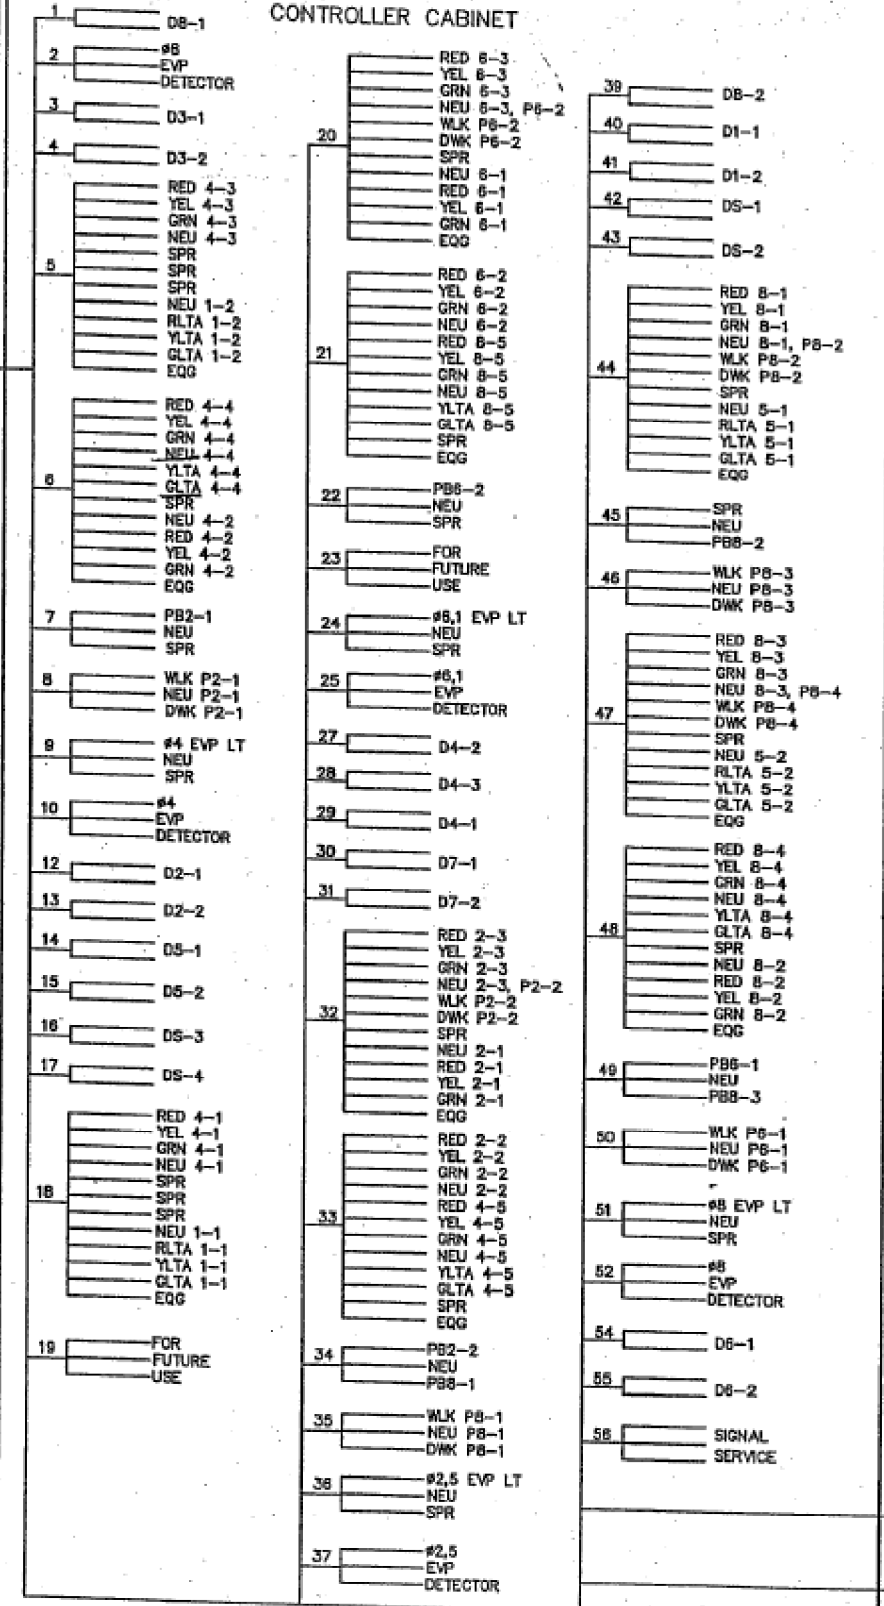 CONTROLLER CABINET
1
D8-1
2
ø8
EVP
DETECTOR
3
D3-1
4
D3-2
5
RED 4-3
YEL 4-3
GRN 4-3
NEU 4-3
SPR
SPR
SPR
NEU 1-2
RLTA 1-2
YLTA 1-2
GLTA 1-2
EQG
6
RED 4-4
YEL 4-4
GRN 4-4
NEU 4-4
YLTA 4-4
GLTA 4-4
SPR
NEU 4-2
RED 4-2
YEL 4-2
GRN 4-2
EQG
7
PB2-1
NEU
SPR
8
WLK P2-1
NEU P2-1
DWK P2-1
9
ø4 EVP LT
NEU
SPR
10
ø4
EVP
DETECTOR
12
D2-1
13
D2-2
14
D5-1
15
D5-2
16
DS-3
17
DS-4
18
RED 4-1
YEL 4-1
GRN 4-1
NEU 4-1
SPR
SPR
SPR
NEU 1-1
RLTA 1-1
YLTA 1-1
GLTA 1-1
EQG
19
FOR
FUTURE
USE
20
RED 6-3
YEL 6-3
GRN 6-3
NEU 6-3, P6-2
WLK P6-2
DWK P6-2
SPR
NEU 6-1
RED 6-1
YEL 6-1
GRN 6-1
EQG
21
RED 6-2
YEL 6-2
GRN 6-2
NEU 6-2
RED 8-5
YEL 8-5
GRN 8-5
NEU 8-5
YLTA 8-5
GLTA 8-5
SPR
EQG
22
PB6-2
NEU
SPR
23
FOR
FUTURE
USE
24
ø6,1 EVP LT
NEU
SPR
25
ø6,1
EVP
DETECTOR
27
D4-2
28
D4-3
29
D4-1
30
D7-1
31
D7-2
32
RED 2-3
YEL 2-3
GRN 2-3
NEU 2-3, P2-2
WLK P2-2
DWK P2-2
SPR
NEU 2-1
RED 2-1
YEL 2-1
GRN 2-1
EQG
33
RED 2-2
YEL 2-2
GRN 2-2
NEU 2-2
RED 4-5
YEL 4-5
GRN 4-5
NEU 4-5
YLTA 4-5
GLTA 4-5
SPR
EQG
34
PB2-2
NEU
PB8-1
35
WLK P8-1
NEU P8-1
DWK P8-1
36
ø2,5 EVP LT
NEU
SPR
37
ø2,5
EVP
DETECTOR
39
D8-2
40
D1-1
41
D1-2
42
DS-1
43
DS-2
44
RED 8-1
YEL 8-1
GRN 8-1
NEU 8-1, P8-2
WLK P8-2
DWK P8-2
SPR
NEU 5-1
RLTA 5-1
YLTA 5-1
GLTA 5-1
EQG
45
SPR
NEU
PB8-2
46
WLK P8-3
NEU P8-3
DWK P8-3
47
RED 8-3
YEL 8-3
GRN 8-3
NEU 8-3, P8-4
WLK P8-4
DWK P8-4
SPR
NEU 5-2
RLTA 5-2
YLTA 5-2
GLTA 5-2
EQG
48
RED 8-4
YEL 8-4
GRN 8-4
NEU 8-4
YLTA 8-4
GLTA 8-4
SPR
NEU 8-2
RED 8-2
YEL 8-2
GRN 8-2
EQG
49
PB6-1
NEU
PB8-3
50
WLK P6-1
NEU P6-1
DWK P6-1
51
ø8 EVP LT
NEU
SPR
52
ø8
EVP
DETECTOR
54
D6-1
55
D6-2
56
SIGNAL
SERVICE